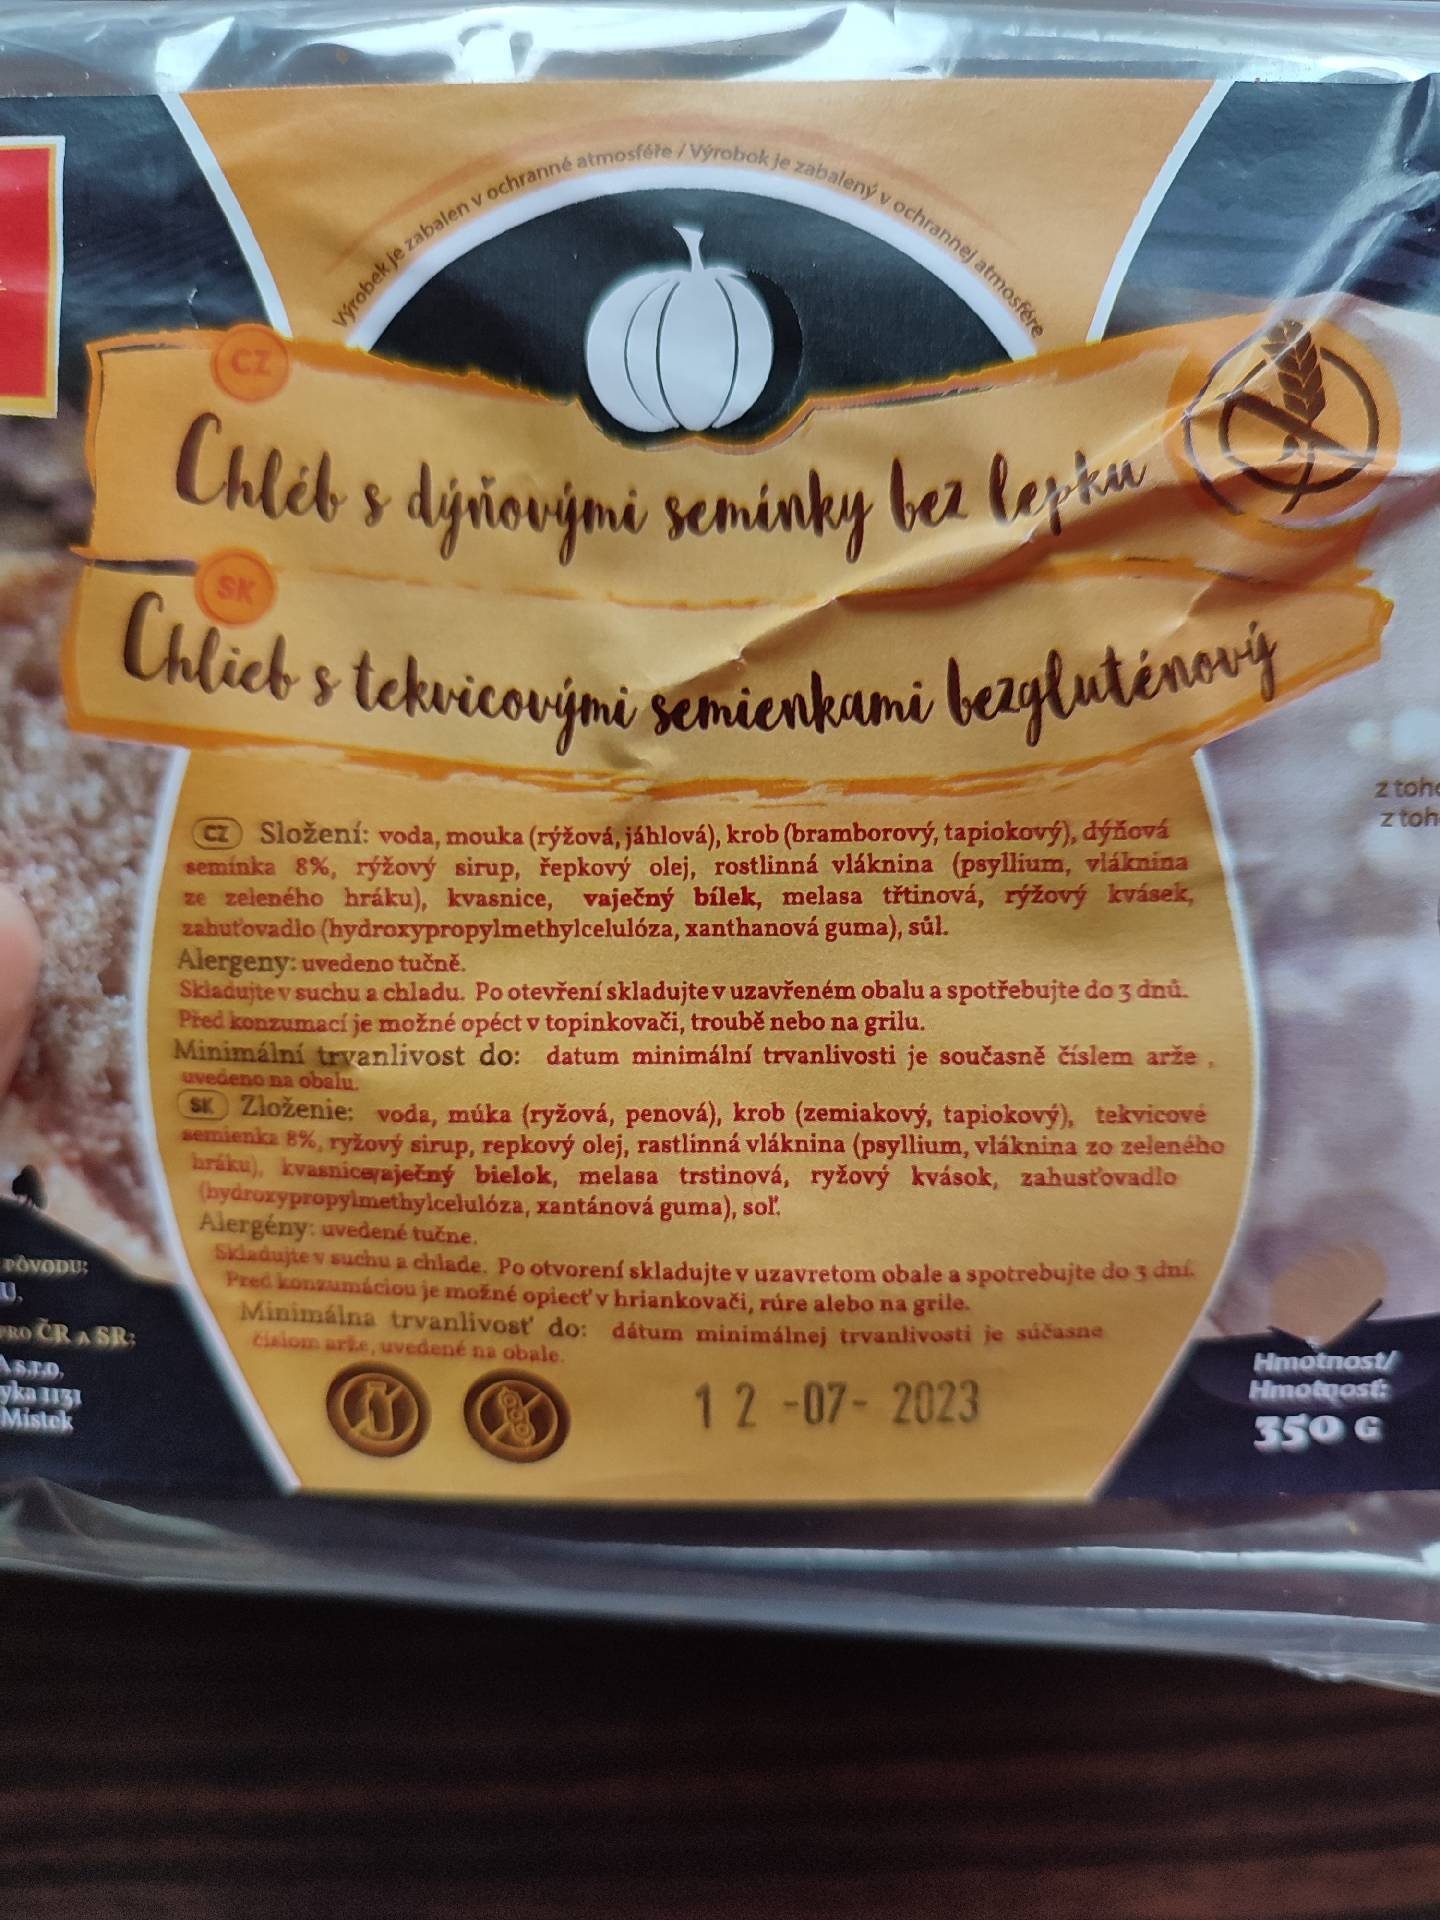 Výrobek je zabalen v ochranné atmosféře / Výrobok je zabalený v ochrannej atmosfére
CZ
Chléb s dýňovými semínky bez lepku
SK
Chlieb s tekvicovými semienkami bezgluténový
z toho
z toh
CZ Složení: voda, mouka (rýžová, jáhlová), krob (bramborový, tapiokový), dýňová
semínka 8%, rýžový sirup, řepkový olej, rostlinná vláknina (psyllium, vláknina
ze zeleného hráku), kvasnice, vaječný bílek, melasa třtinová, rýžový kvásek,
zahuťovadlo (hydroxypropylmethylcelulóza, xanthanová guma), sůl.
Alergeny: uvedeno tučně.
Skladujte v suchu a chladu. Po otevření skladujte v uzavřeném obalu a spotřebujte do 3 dnů.
Před konzumací je možné opéct v topinkovači, troubě nebo na grilu.
Minimální trvanlivost do: datum minimální trvanlivosti je současně číslem arže,
uvedeno na obalu.
SK Zloženie: voda, múka (ryžová, penová), krob (zemiakový, tapiokový), tekvicové
semienka 8%, ryžový sirup, repkový olej, rastlinná vláknina (psyllium, vláknina zo zeleného
hráku), kvasnice,vaječný bielok, melasa trstinová, ryžový kvások, zahusťovadlo
(hydroxypropylmethylcelulóza, xantánová guma), soľ.
Alergény: uvedené tučne.
Skladujte v suchu a chlade. Po otvorení skladujte v uzavretom obale a spotrebujte do 3 dní.
Pred konzumáciou je možné opiecť v hriankovači, rúre alebo na grile.
Minimálna trvanlivosť do: dátum minimálnej trvanlivosti je súčasne
číslom arže, uvedené na obale.
12-07-2023
PÔVODU:
U,
PRO ČR A SR:
A s.r.o.
yka 1131
Místek
Hmotnost/
Hmotnosť:
350 G